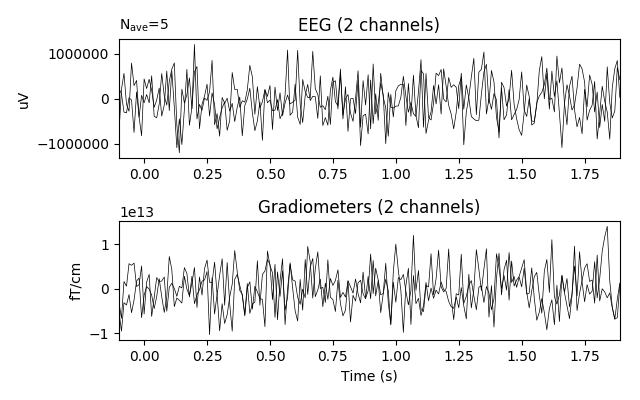 N_ave=5
EEG (2 channels)
1000000
0
−1000000
uV
0.00 0.25 0.50 0.75 1.00 1.25 1.50 1.75
1e13
Gradiometers (2 channels)
1
0
−1
fT/cm
0.00 0.25 0.50 0.75 1.00 1.25 1.50 1.75
Time (s)